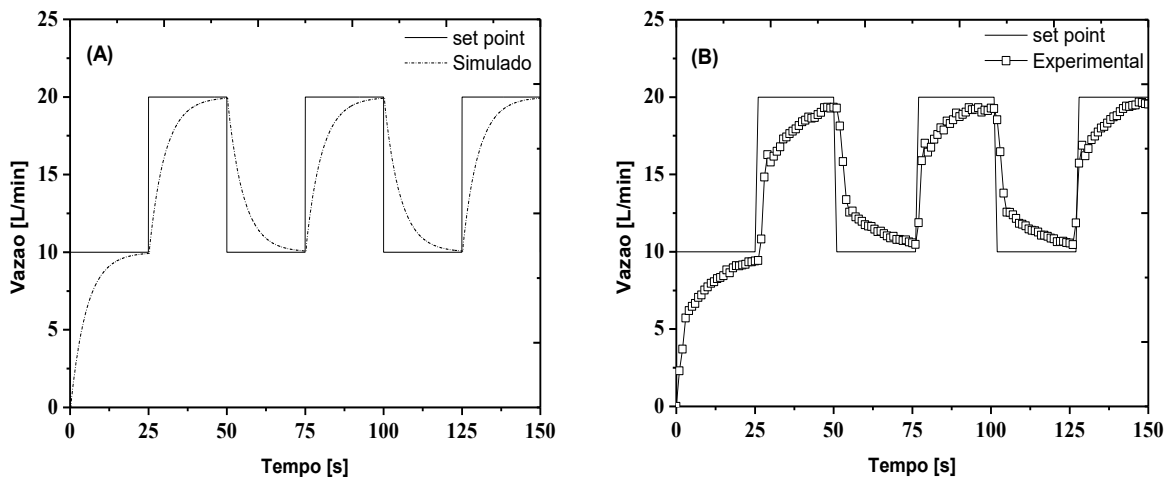 (A)
set point
Simulado
Vazao [L/min]
25
20
15
10
5
0
0 25 50 75 100 125 150
Tempo [s]
(B)
set point
Experimental
Vazao [L/min]
25
20
15
10
5
0
0 25 50 75 100 125 150
Tempo [s]